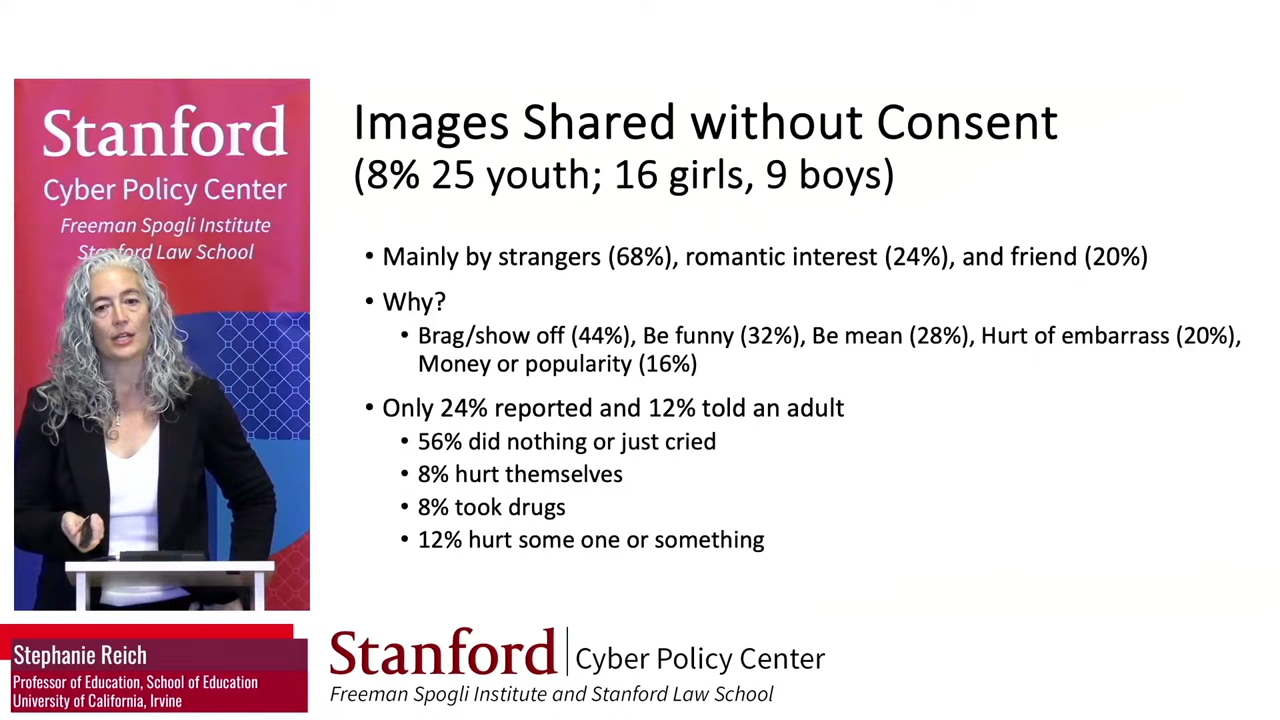 Stanford
Cyber Policy Center
Freeman Spogli Institute
Stanford Law School
Images Shared without Consent
(8% 25 youth; 16 girls, 9 boys)
• Mainly by strangers (68%), romantic interest (24%), and friend (20%)
• Why?
• Brag/show off (44%), Be funny (32%), Be mean (28%), Hurt of embarrass (20%),
Money or popularity (16%)
• Only 24% reported and 12% told an adult
• 56% did nothing or just cried
• 8% hurt themselves
• 8% took drugs
• 12% hurt some one or something
Stephanie Reich
Professor of Education, School of Education
University of California, Irvine
Stanford | Cyber Policy Center
Freeman Spogli Institute and Stanford Law School